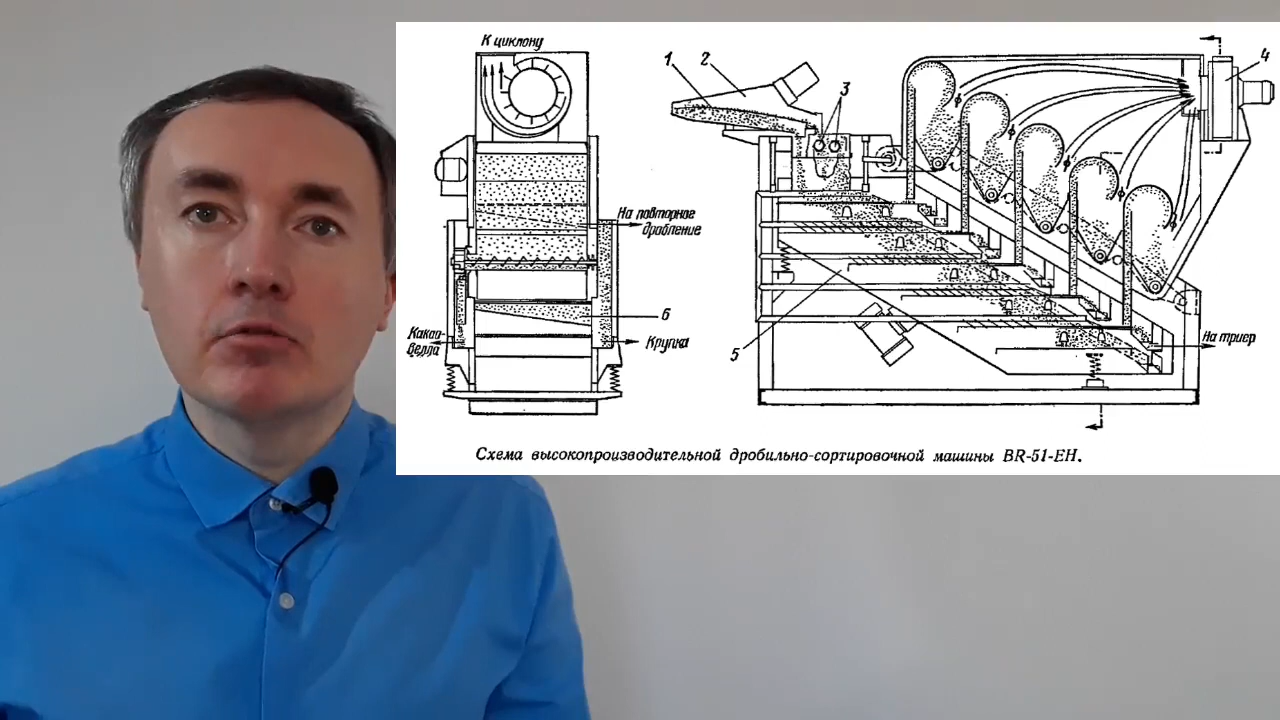 К циклону
На повторное
дробление
6
Какао-
велла
Крупка
1
2
3
4
5
На триер
Схема высокопроизводительной дробильно-сортировочной машины BR-51-EH.